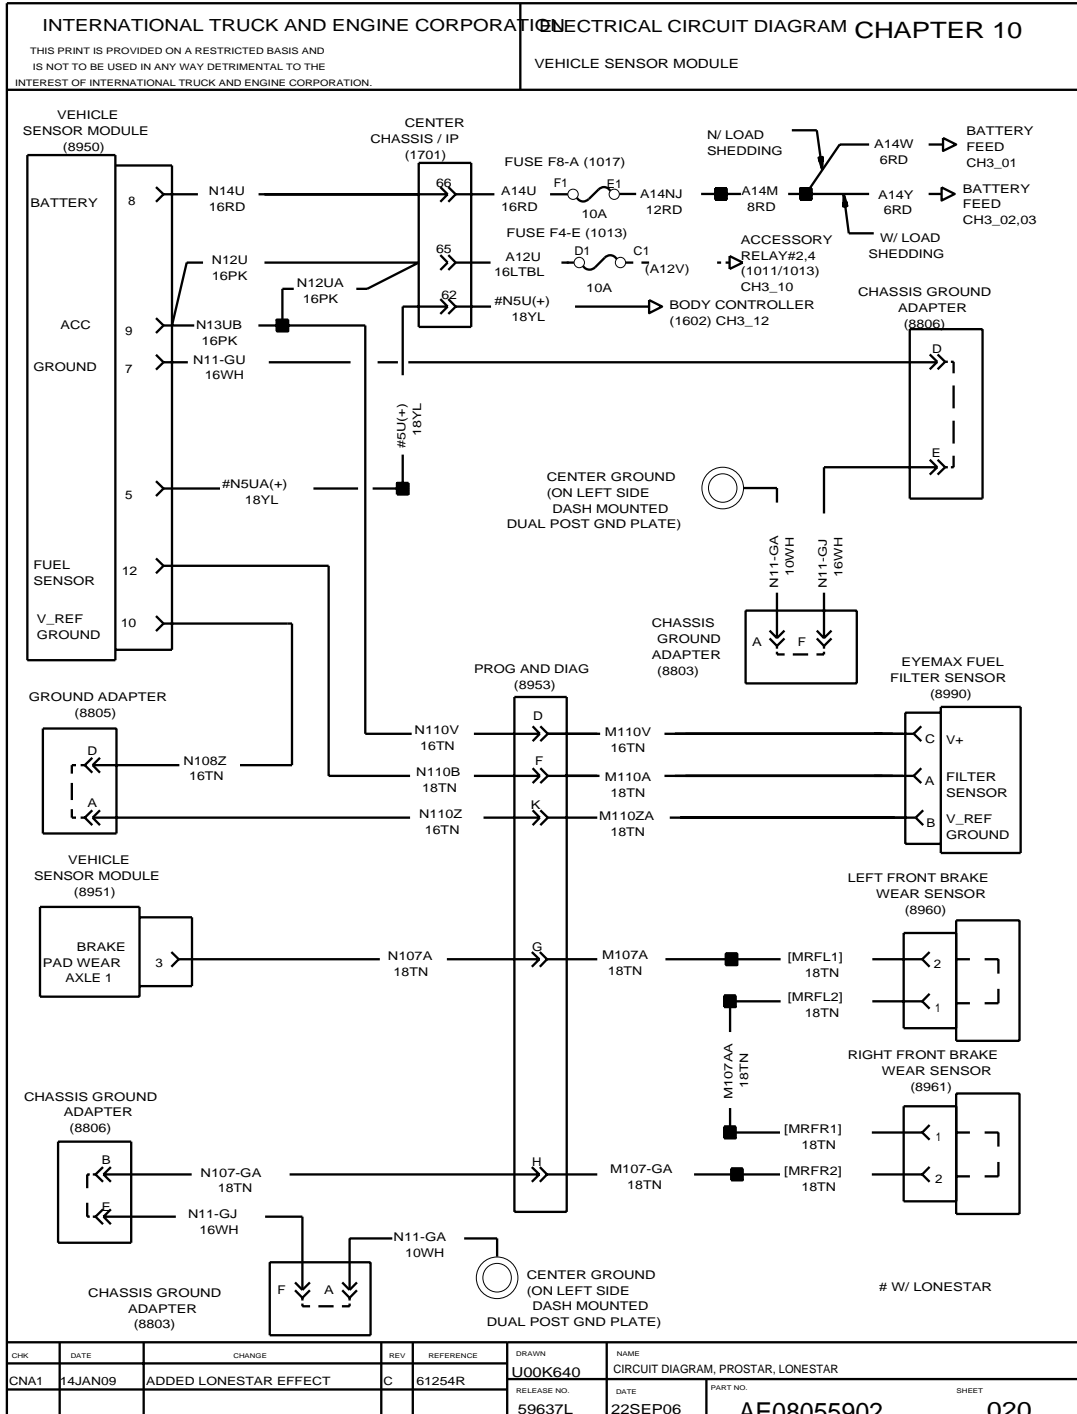 INTERNATIONAL TRUCK AND ENGINE CORPORATION
ELECTRICAL CIRCUIT DIAGRAM CHAPTER 10
THIS PRINT IS PROVIDED ON A RESTRICTED BASIS AND
IS NOT TO BE USED IN ANY WAY DETRIMENTAL TO THE
INTEREST OF INTERNATIONAL TRUCK AND ENGINE CORPORATION.
VEHICLE SENSOR MODULE
VEHICLE
SENSOR MODULE
(8950)
BATTERY
8
ACC
9
GROUND
7
5
FUEL
SENSOR
12
V_REF
GROUND
10
N14U
16RD
N12U
16PK
N12UA
16PK
N13UB
16PK
N11-GU
16WH
#N5UA(+)
18YL
#5U(+)
18YL
CENTER
CHASSIS / IP
(1701)
66
65
62
FUSE F8-A (1017)
A14U
16RD
F1
E1
10A
A14NJ
12RD
A14M
8RD
N/ LOAD
SHEDDING
A14W
6RD
BATTERY
FEED
CH3_01
A14Y
6RD
BATTERY
FEED
CH3_02,03
W/ LOAD
SHEDDING
FUSE F4-E (1013)
A12U
16LTBL
D1
C1
10A
(A12V)
ACCESSORY
RELAY#2,4
(1011/1013)
CH3_10
#N5U(+)
18YL
BODY CONTROLLER
(1602) CH3_12
CHASSIS GROUND
ADAPTER
(8806)
D
E
CENTER GROUND
(ON LEFT SIDE
DASH MOUNTED
DUAL POST GND PLATE)
N11-GA
10WH
N11-GJ
16WH
CHASSIS
GROUND
ADAPTER
(8803)
A
F
GROUND ADAPTER
(8805)
D
A
N108Z
16TN
PROG AND DIAG
(8953)
D
F
K
G
H
N110V
16TN
N110B
18TN
N110Z
16TN
M110V
16TN
M110A
18TN
M110ZA
18TN
EYEMAX FUEL
FILTER SENSOR
(8990)
C
V+
A
FILTER
SENSOR
B
V_REF
GROUND
VEHICLE
SENSOR MODULE
(8951)
BRAKE
PAD WEAR
AXLE 1
3
N107A
18TN
M107A
18TN
LEFT FRONT BRAKE
WEAR SENSOR
(8960)
[MRFL1]
18TN
2
[MRFL2]
18TN
1
M107AA
18TN
RIGHT FRONT BRAKE
WEAR SENSOR
(8961)
[MRFR1]
18TN
1
[MRFR2]
18TN
2
CHASSIS GROUND
ADAPTER
(8806)
B
E
N107-GA
18TN
M107-GA
18TN
N11-GJ
16WH
N11-GA
10WH
CHASSIS GROUND
ADAPTER
(8803)
F
A
CENTER GROUND
(ON LEFT SIDE
DASH MOUNTED
DUAL POST GND PLATE)
# W/ LONESTAR
CHK DATE CHANGE REV REFERENCE
CNA1 14JAN09 ADDED LONESTAR EFFECT C 61254R
DRAWN
U00K640
NAME
CIRCUIT DIAGRAM, PROSTAR, LONESTAR
RELEASE NO.
59637L
DATE
22SEP06
PART NO.
AE08055902
SHEET
020